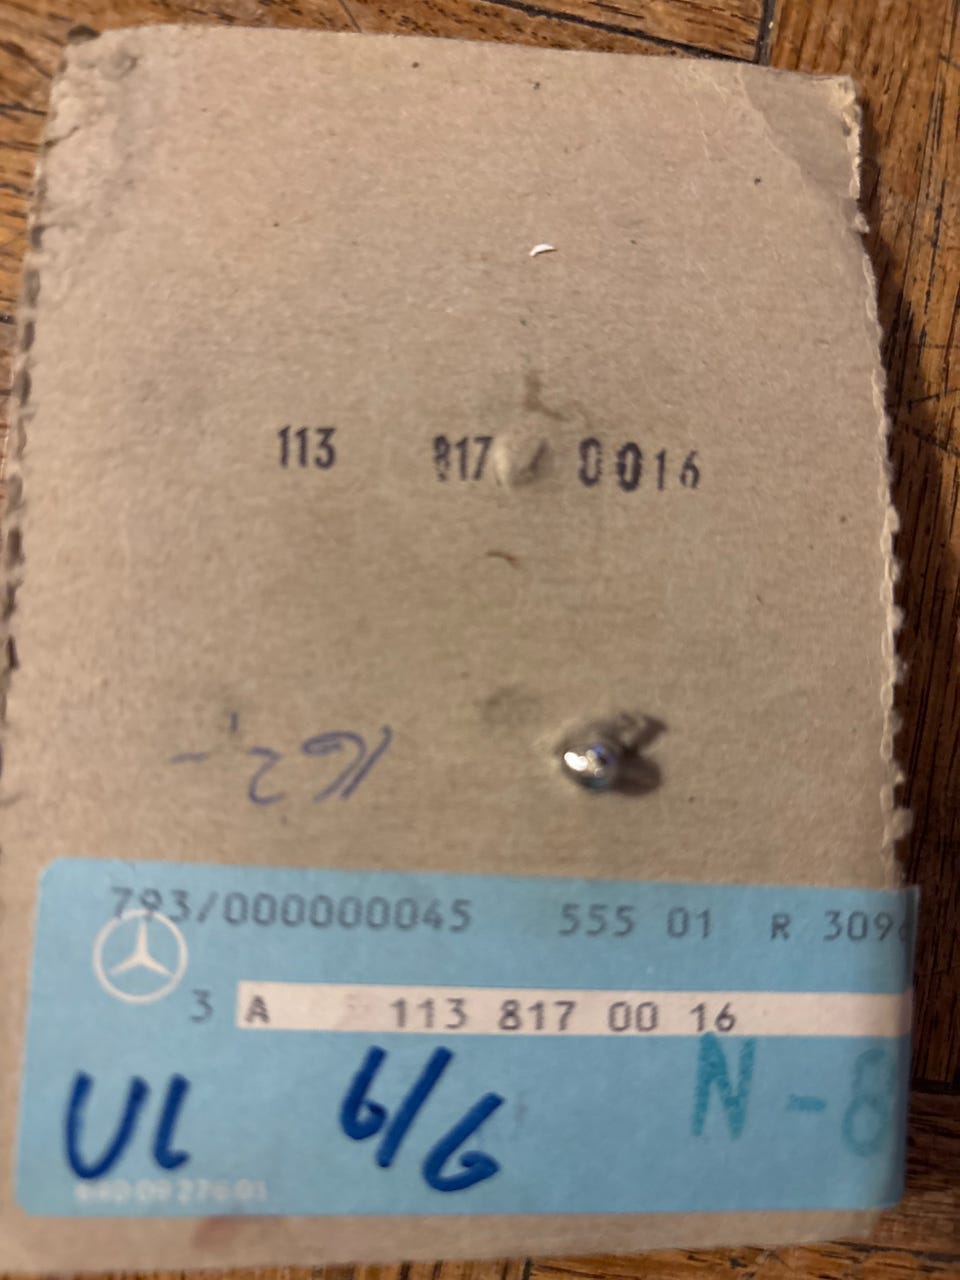 113 817 0016
162-
793/000000045 555 01 R 309
3 A 113 817 00 16
UL 6/6 N-8